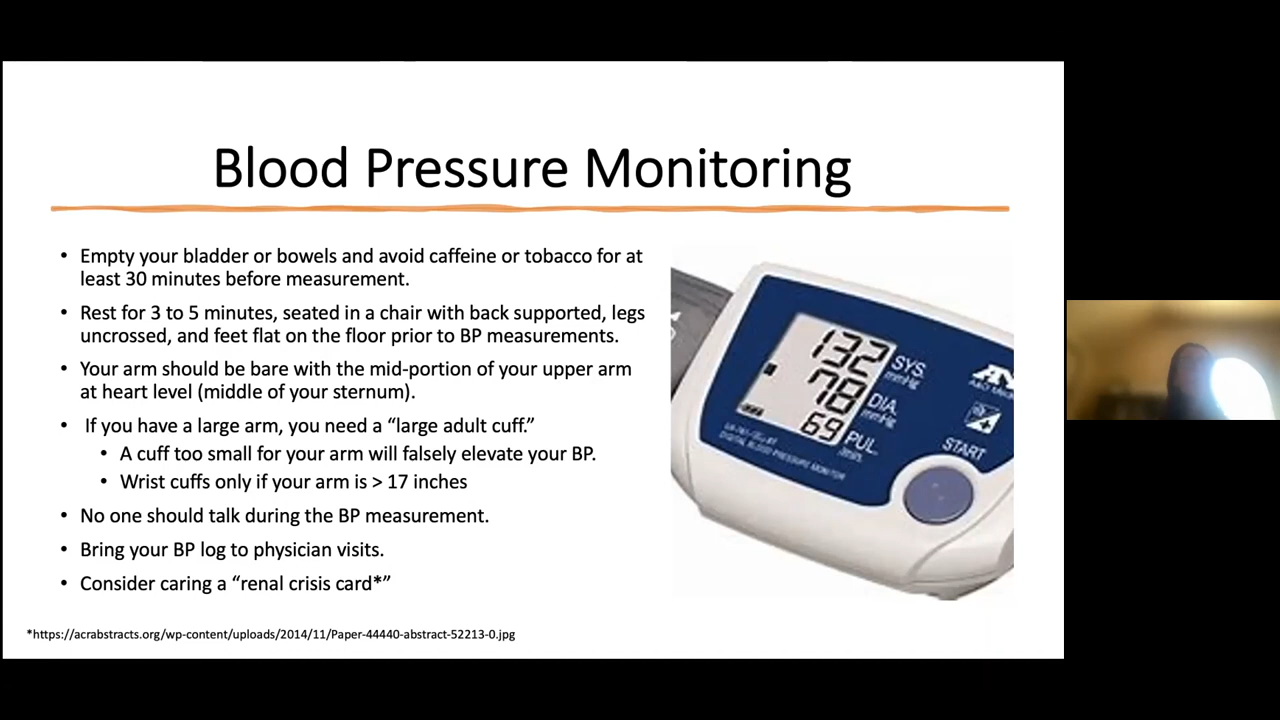 Blood Pressure Monitoring
• Empty your bladder or bowels and avoid caffeine or tobacco for at
least 30 minutes before measurement.
• Rest for 3 to 5 minutes, seated in a chair with back supported, legs
uncrossed, and feet flat on the floor prior to BP measurements.
• Your arm should be bare with the mid-portion of your upper arm
at heart level (middle of your sternum).
• If you have a large arm, you need a “large adult cuff.”
• A cuff too small for your arm will falsely elevate your BP.
• Wrist cuffs only if your arm is > 17 inches
• No one should talk during the BP measurement.
• Bring your BP log to physician visits.
• Consider caring a “renal crisis card*”
*https://acrabstracts.org/wp-content/uploads/2014/11/Paper-44440-abstract-52213-0.jpg
132 SYS. mmHg
78 DIA. mmHg
69 PUL. /min.
DIGITAL BLOOD PRESSURE MONITOR
START